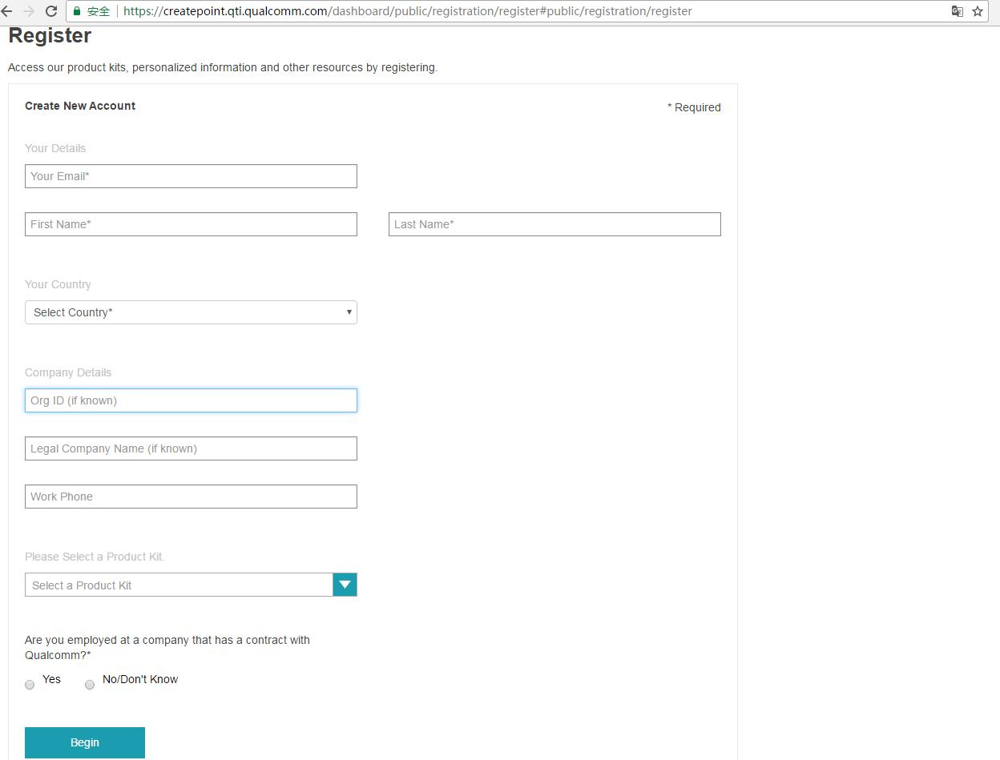 安全 https://createpoint.qti.qualcomm.com/dashboard/public/registration/register#public/registration/register
Register
Access our product kits, personalized information and other resources by registering.
Create New Account
* Required
Your Details
Your Email*
First Name* Last Name*
Your Country
Select Country*
Company Details
Org ID (if known)
Legal Company Name (if known)
Work Phone
Please Select a Product Kit.
Select a Product Kit
Are you employed at a company that has a contract with
Qualcomm?*
Yes No/Don't Know
Begin